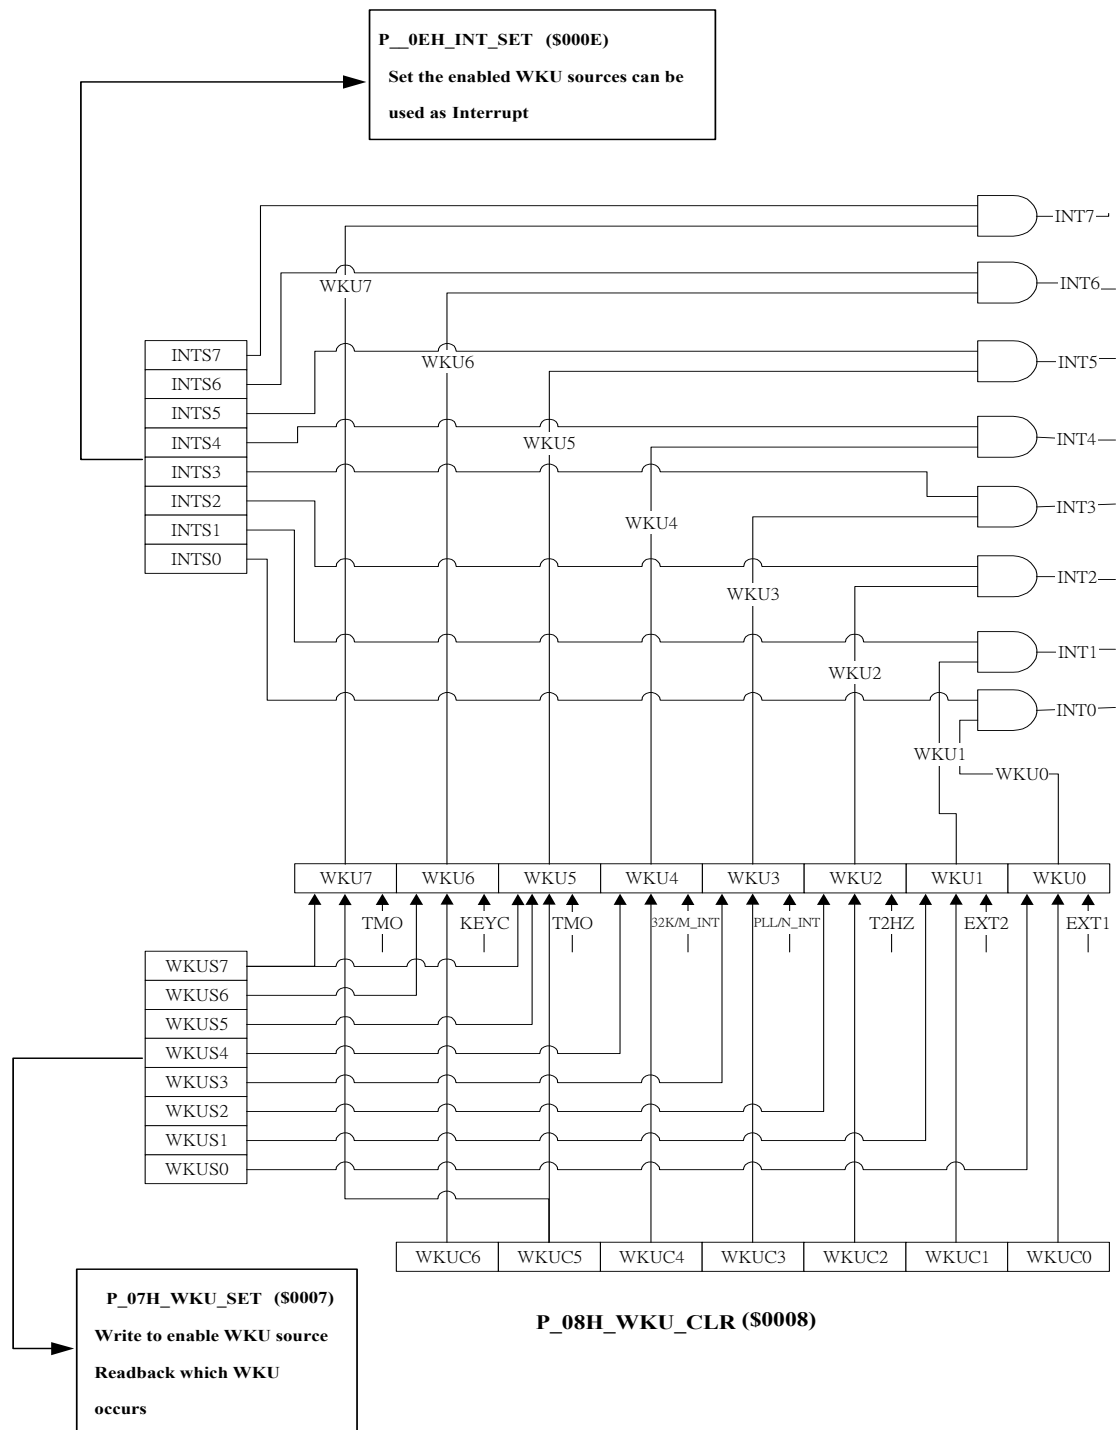 P__0EH_INT_SET ($000E)
Set the enabled WKU sources can be
used as Interrupt
INT7
INT6
WKU7
INTS7
INTS6
INTS5
INTS4
INTS3
INTS2
INTS1
INTS0
WKU6
INT5
WKU5
INT4
WKU4
INT3
WKU3
INT2
WKU2
INT1
INT0
WKU1
WKU0
WKU7 WKU6 WKU5 WKU4 WKU3 WKU2 WKU1 WKU0
TMO KEYC TMO 32K/M_INT PLL/N_INT T2HZ EXT2 EXT1
WKUS7
WKUS6
WKUS5
WKUS4
WKUS3
WKUS2
WKUS1
WKUS0
WKUC6 WKUC5 WKUC4 WKUC3 WKUC2 WKUC1 WKUC0
P_08H_WKU_CLR ($0008)
P_07H_WKU_SET ($0007)
Write to enable WKU source
Readback which WKU
occurs